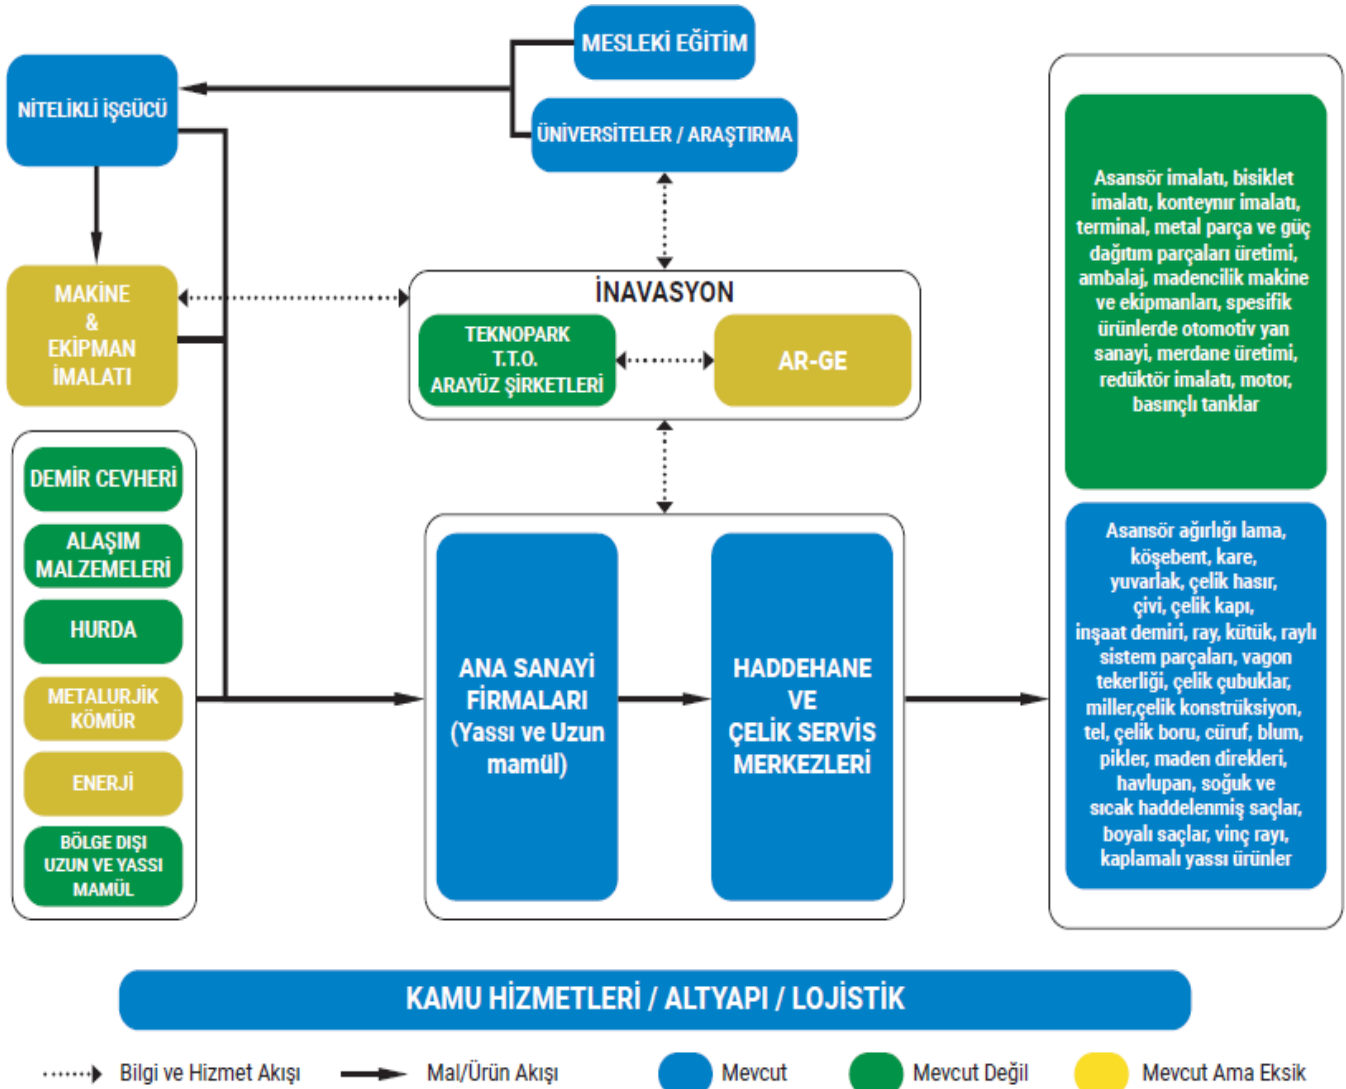 MESLEKİ EĞİTİM
NİTELİKLİ İŞGÜCÜ
ÜNİVERSİTELER / ARAŞTIRMA
MAKİNE
&
EKİPMAN
İMALATI
İNAVASYON
TEKNOPARK
T.T.O.
ARAYÜZ ŞİRKETLERİ
AR-GE
DEMİR CEVHERİ
ALAŞIM
MALZEMELERİ
HURDA
METALURJİK
KÖMÜR
ENERJİ
BÖLGE DIŞI
UZUN VE YASSI
MAMÜL
ANA SANAYİ
FİRMALARI
(Yassı ve Uzun
mamül)
HADDEHANE
VE
ÇELİK SERVİS
MERKEZLERİ
Asansör imalatı, bisiklet
imalatı, konteynır imalatı,
terminal, metal parça ve güç
dağıtım parçaları üretimi,
ambalaj, madencilik makine
ve ekipmanları, spesifik
ürünlerde otomotiv yan
sanayi, merdane üretimi,
redüktör imalatı, motor,
basınçlı tanklar
Asansör ağırlığı lama,
köşebent, kare,
yuvarlak, çelik hasır,
çivi, çelik kapı,
inşaat demiri, ray, kütük, raylı
sistem parçaları, vagon
tekerliği, çelik çubuklar,
miller,çelik konstrüksiyon,
tel, çelik boru, cüruf, blum,
pikler, maden direkleri,
havlupan, soğuk ve
sıcak haddelenmiş saçlar,
boyalı saçlar, vinç rayı,
kaplamalı yassı ürünler
KAMU HİZMETLERİ / ALTYAPI / LOJİSTİK
Bilgi ve Hizmet Akışı
Mal/Ürün Akışı
Mevcut
Mevcut Değil
Mevcut Ama Eksik